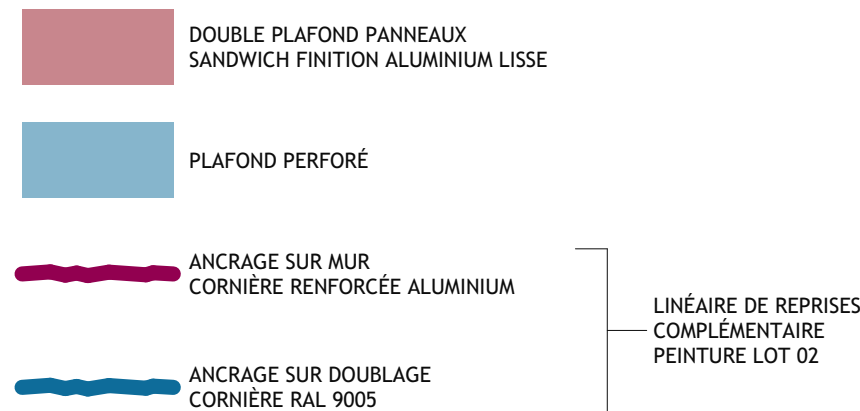 DOUBLE PLAFOND PANNEAUX
SANDWICH FINITION ALUMINIUM LISSE
PLAFOND PERFORÉ
ANCRAGE SUR MUR
CORNIÈRE RENFORCÉE ALUMINIUM
LINÉAIRE DE REPRISES
COMPLÉMENTAIRE
PEINTURE LOT 02
ANCRAGE SUR DOUBLAGE
CORNIÈRE RAL 9005